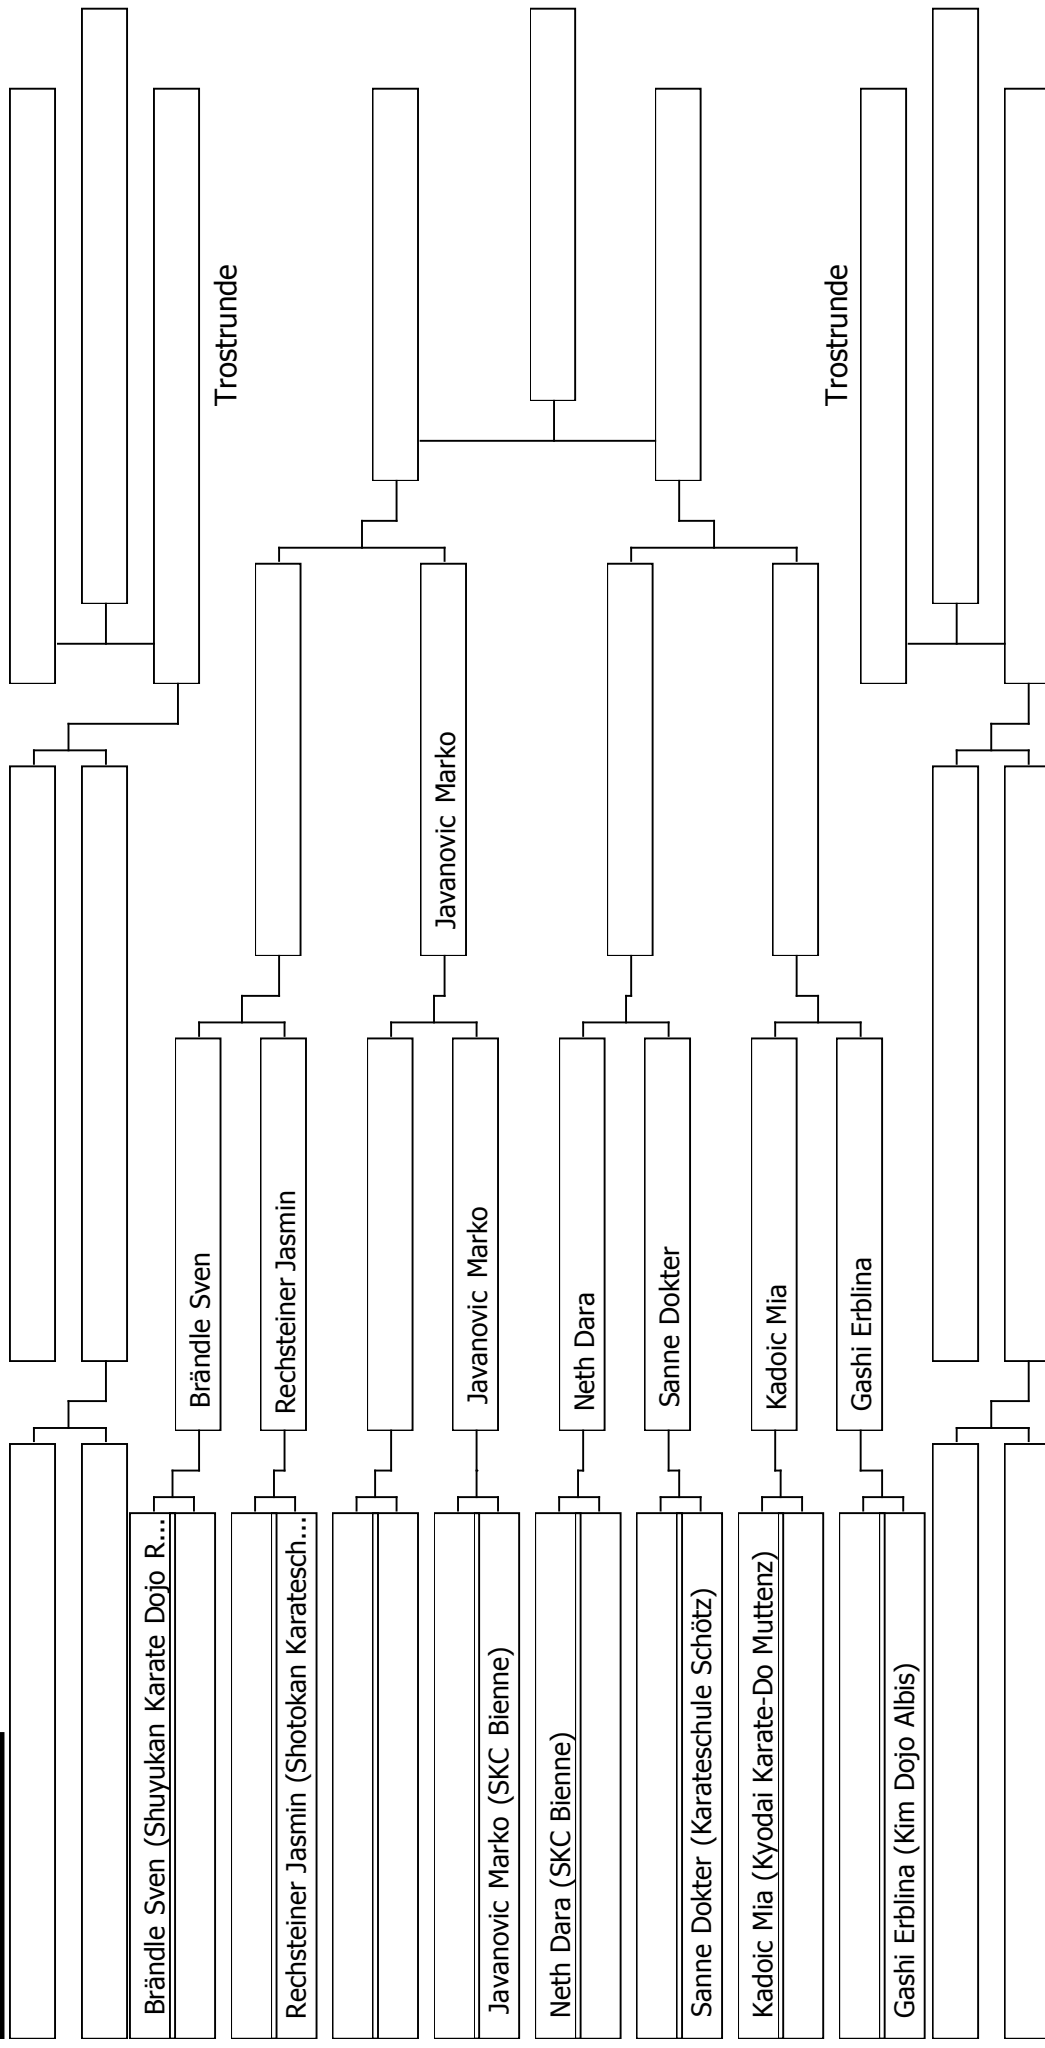 Brändle Sven (Shuyukan Karate Dojo R...
Rechsteiner Jasmin (Shotokan Karatesch...
Javanovic Marko (SKC Bienne)
Neth Dara (SKC Bienne)
Sanne Dokter (Karateschule Schötz)
Kadoic Mia (Kyodai Karate-Do Muttenz)
Gashi Erblina (Kim Dojo Albis)
Brändle Sven
Rechsteiner Jasmin
Javanovic Marko
Neth Dara
Sanne Dokter
Kadoic Mia
Gashi Erblina
Javanovic Marko
Trostrunde
Trostrunde